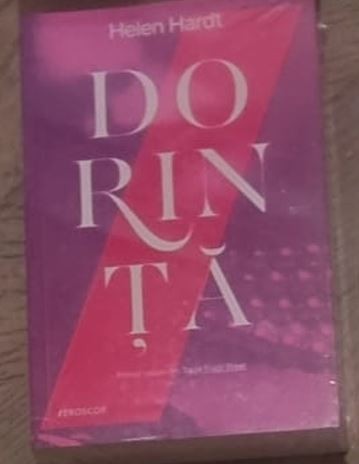 Helen Hardt
DO
RIN
ȚĂ
#EROSCOP